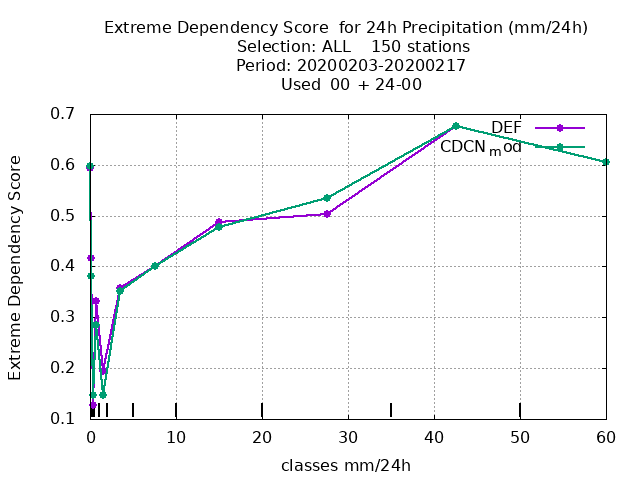 Extreme Dependency Score  for 24h Precipitation (mm/24h)
Selection: ALL    150 stations
Period: 20200203-20200217
Used  00 + 24-00
DEF
CDCNmod
Extreme Dependency Score
0.7
0.6
0.5
0.4
0.3
0.2
0.1
0 10 20 30 40 50 60
classes mm/24h